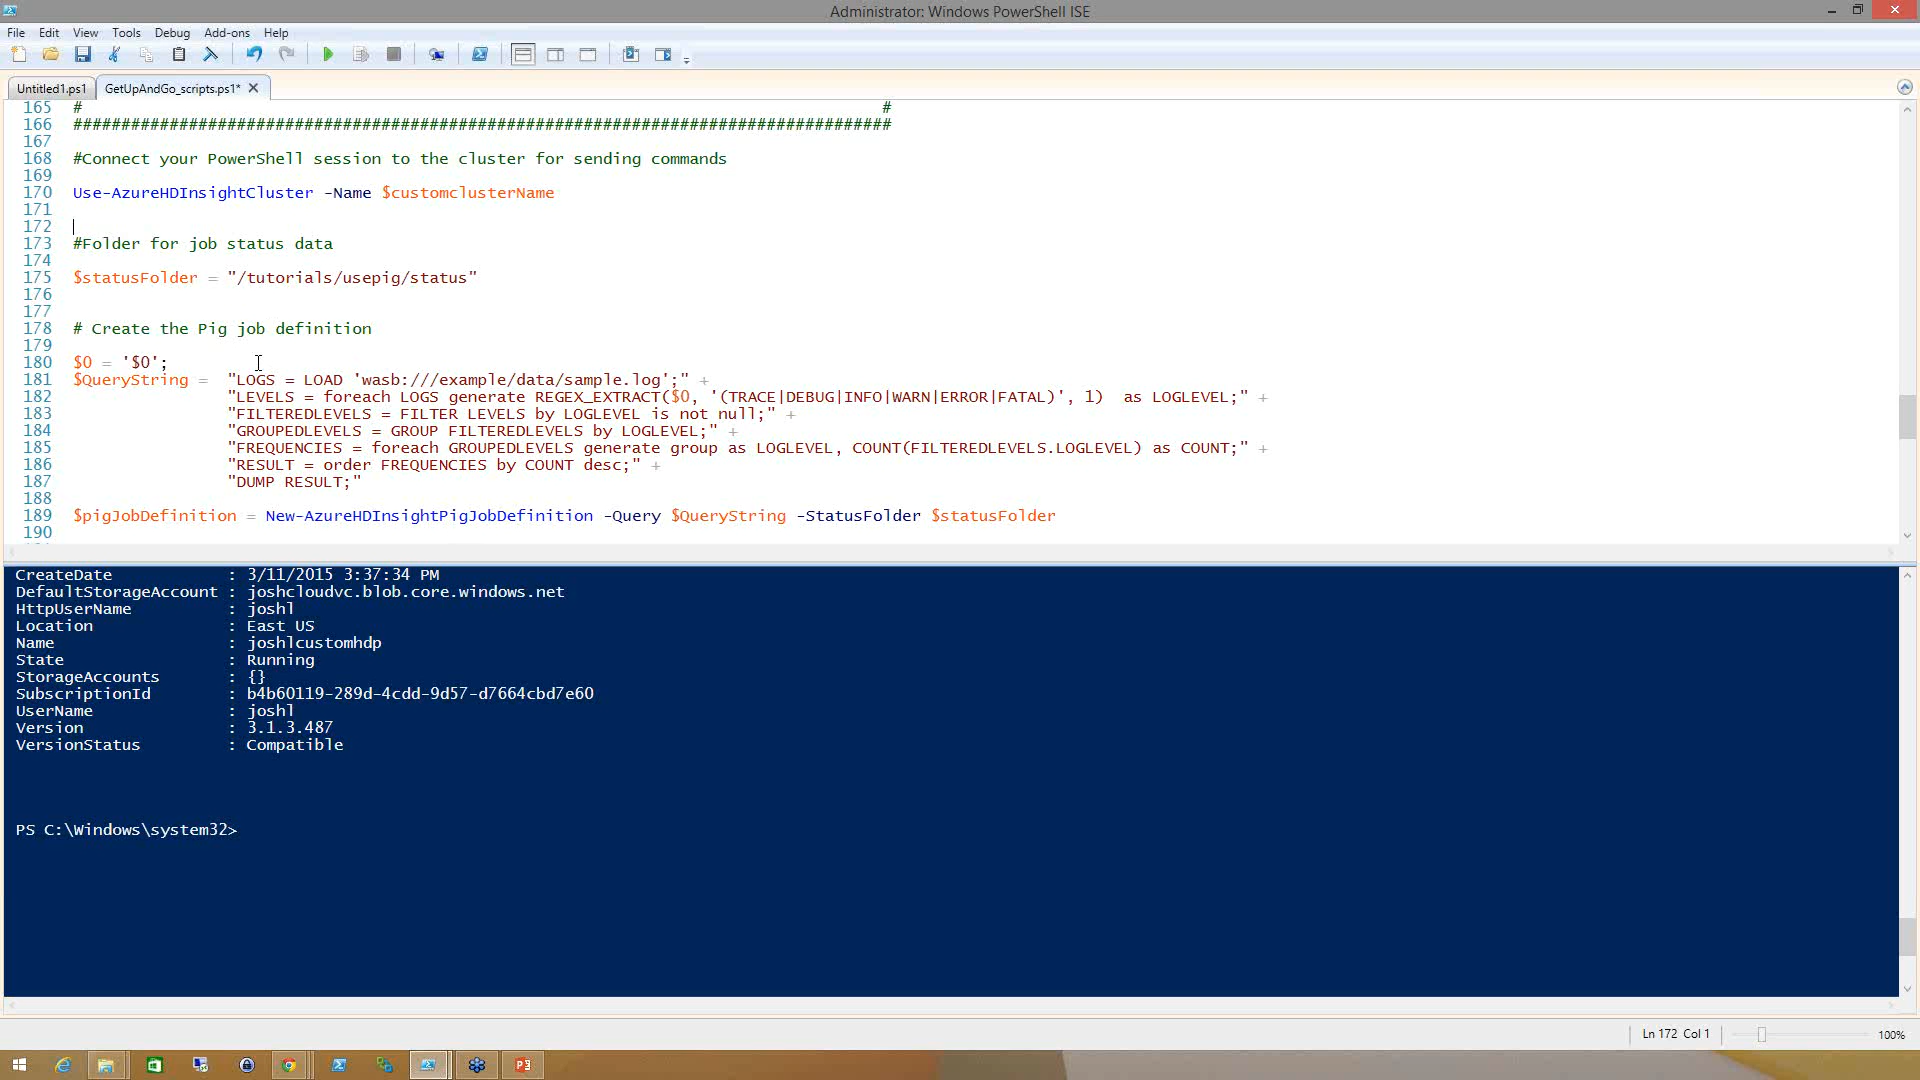 Administrator: Windows PowerShell ISE
File Edit View Tools Debug Add-ons Help
Untitled1.ps1 GetUpAndGo_scripts.ps1*
165 # #
166 #####################################################################################
167
168 #Connect your PowerShell session to the cluster for sending commands
169
170 Use-AzureHDInsightCluster -Name $customclusterName
171
172
173 #Folder for job status data
174
175 $statusFolder = "/tutorials/usepig/status"
176
177
178 # Create the Pig job definition
179
180 $0 = '$0';
181 $QueryString = "LOGS = LOAD 'wasb:///example/data/sample.log';" +
182 "LEVELS = foreach LOGS generate REGEX_EXTRACT($0, '(TRACE|DEBUG|INFO|WARN|ERROR|FATAL)', 1)  as LOGLEVEL;" +
183 "FILTEREDLEVELS = FILTER LEVELS by LOGLEVEL is not null;" +
184 "GROUPEDLEVELS = GROUP FILTEREDLEVELS by LOGLEVEL;" +
185 "FREQUENCIES = foreach GROUPEDLEVELS generate group as LOGLEVEL, COUNT(FILTEREDLEVELS.LOGLEVEL) as COUNT;" +
186 "RESULT = order FREQUENCIES by COUNT desc;" +
187 "DUMP RESULT;"
188
189 $pigJobDefinition = New-AzureHDInsightPigJobDefinition -Query $QueryString -StatusFolder $statusFolder
190
CreateDate : 3/11/2015 3:37:34 PM
DefaultStorageAccount : joshcloudvc.blob.core.windows.net
HttpUserName : joshl
Location : East US
Name : joshlcustomhdp
State : Running
StorageAccounts : {}
SubscriptionId : b4b60119-289d-4cdd-9d57-d7664cbd7e60
UserName : joshl
Version : 3.1.3.487
VersionStatus : Compatible
PS C:\Windows\system32>
Ln 172 Col 1 100%